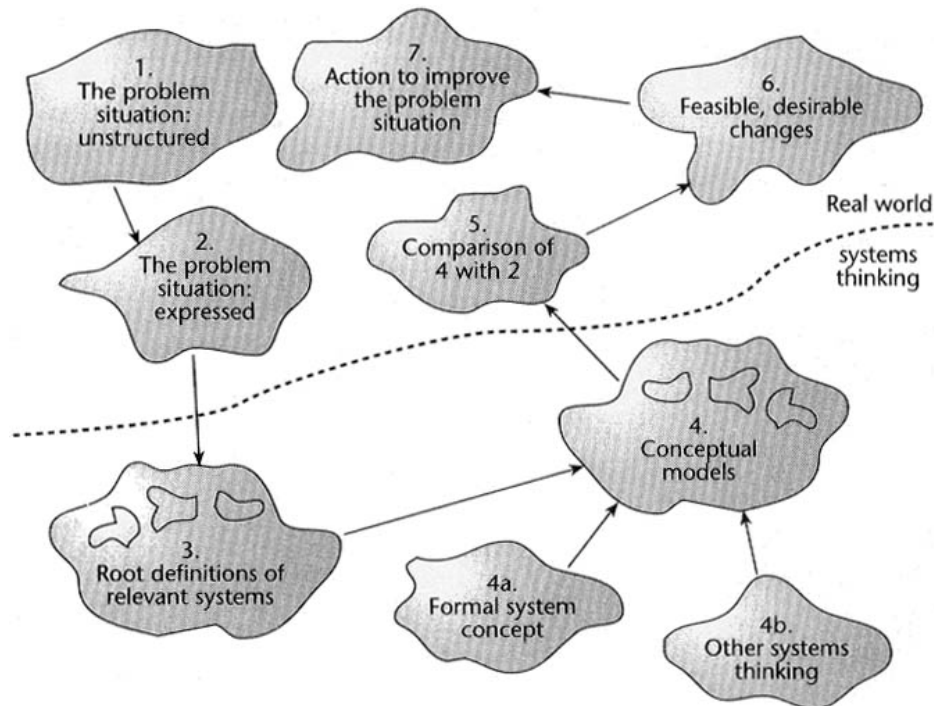 1.
The problem
situation:
unstructured
2.
The problem
situation:
expressed
3.
Root definitions of
relevant systems
4.
Conceptual
models
4a.
Formal system
concept
4b.
Other systems
thinking
5.
Comparison of
4 with 2
6.
Feasible, desirable
changes
7.
Action to improve
the problem
situation
Real world
systems
thinking